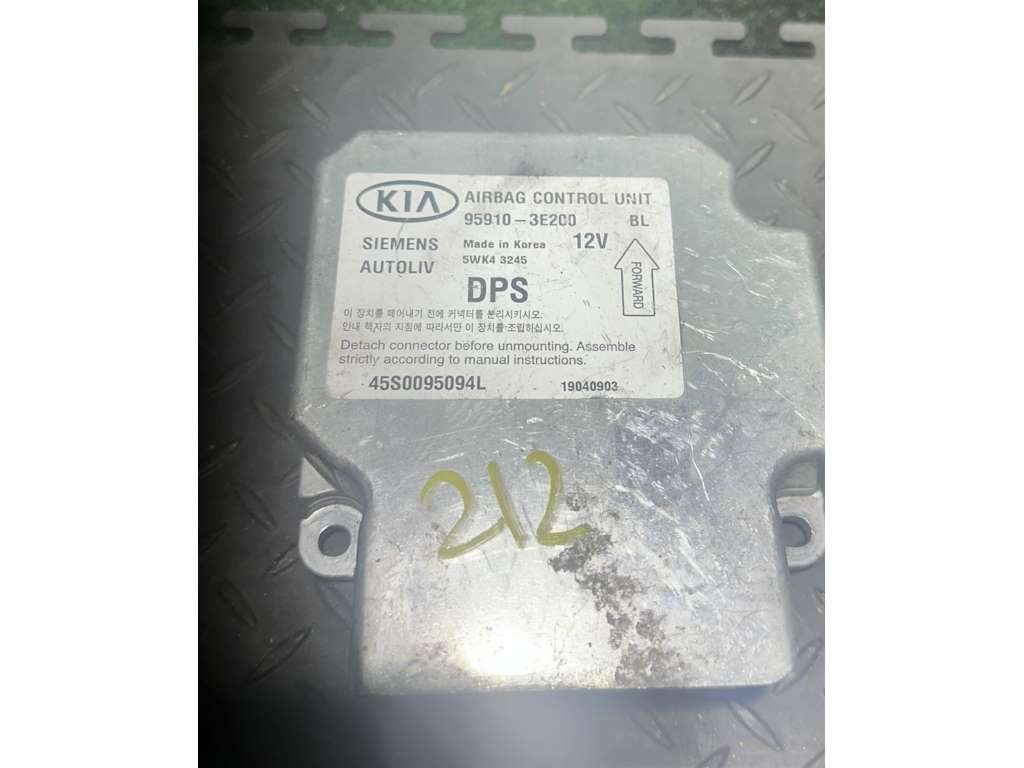 KIA AIRBAG CONTROL UNIT
95910-3E200 BL
SIEMENS Made in Korea 12V
AUTOLIV 5WK4 3245
FORWARD
DPS
이 장치를 떼어내기 전에 커넥터를 분리시키시오.
안내 책자의 지침에 따라서만 이 장치를 조립하십시오.
Detach connector before unmounting. Assemble
strictly according to manual instructions.
45S0095094L 19040903
212